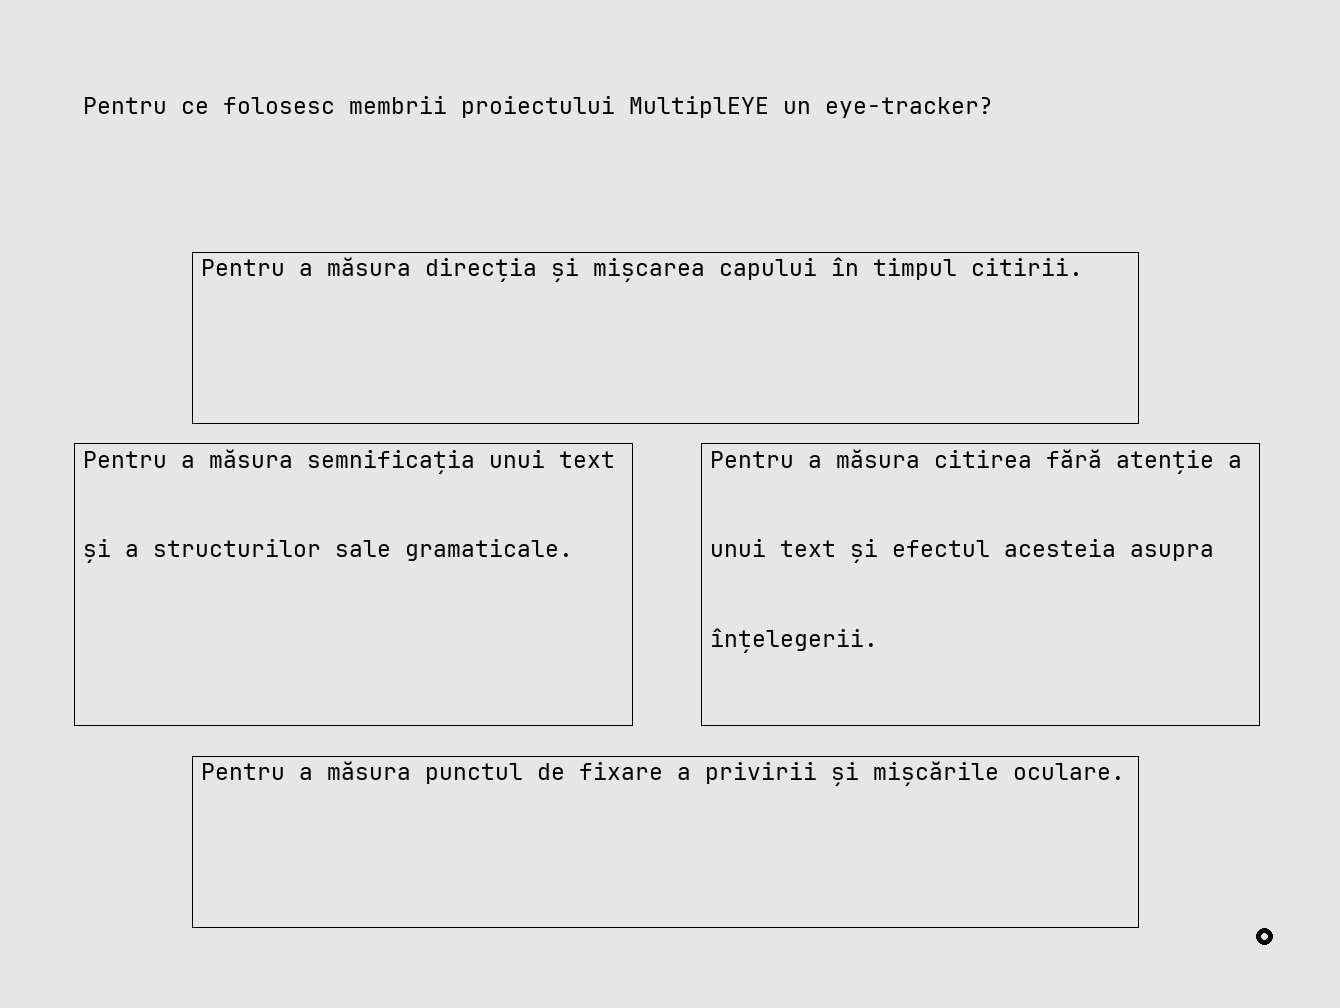 Pentru ce folosesc membrii proiectului MultiplEYE un eye-tracker?
Pentru a măsura direcția și mișcarea capului în timpul citirii.
Pentru a măsura semnificația unui text
și a structurilor sale gramaticale.
Pentru a măsura citirea fără atenție a
unui text și efectul acesteia asupra
înțelegerii.
Pentru a măsura punctul de fixare a privirii și mișcările oculare.